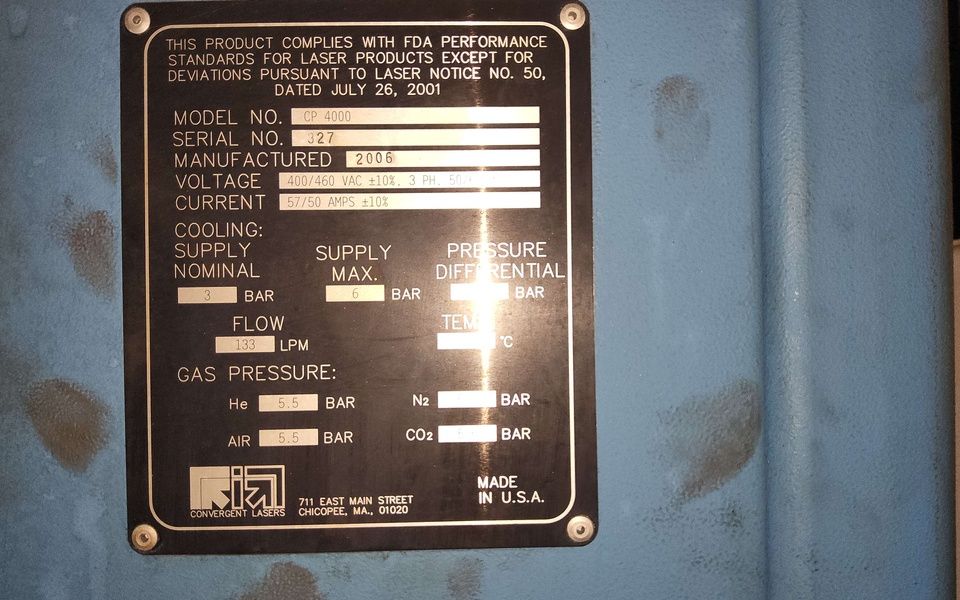 THIS PRODUCT COMPLIES WITH FDA PERFORMANCE
STANDARDS FOR LASER PRODUCTS EXCEPT FOR
DEVIATIONS PURSUANT TO LASER NOTICE NO. 50,
DATED JULY 26, 2001
MODEL NO. CP 4000
SERIAL NO. 327
MANUFACTURED 2006
VOLTAGE 400/460 VAC ±10%, 3 PH,
CURRENT 57/50 AMPS ±10%
COOLING:
SUPPLY NOMINAL 3 BAR
SUPPLY MAX. 6 BAR
PRESSURE DIFFERENTIAL BAR
FLOW 133 LPM
°C
GAS PRESSURE:
He 5.5 BAR
N2 BAR
AIR 5.5 BAR
CO2 BAR
CONVERGENT LASERS
711 EAST MAIN STREET
CHICOPEE, MA., 01020
MADE
IN U.S.A.